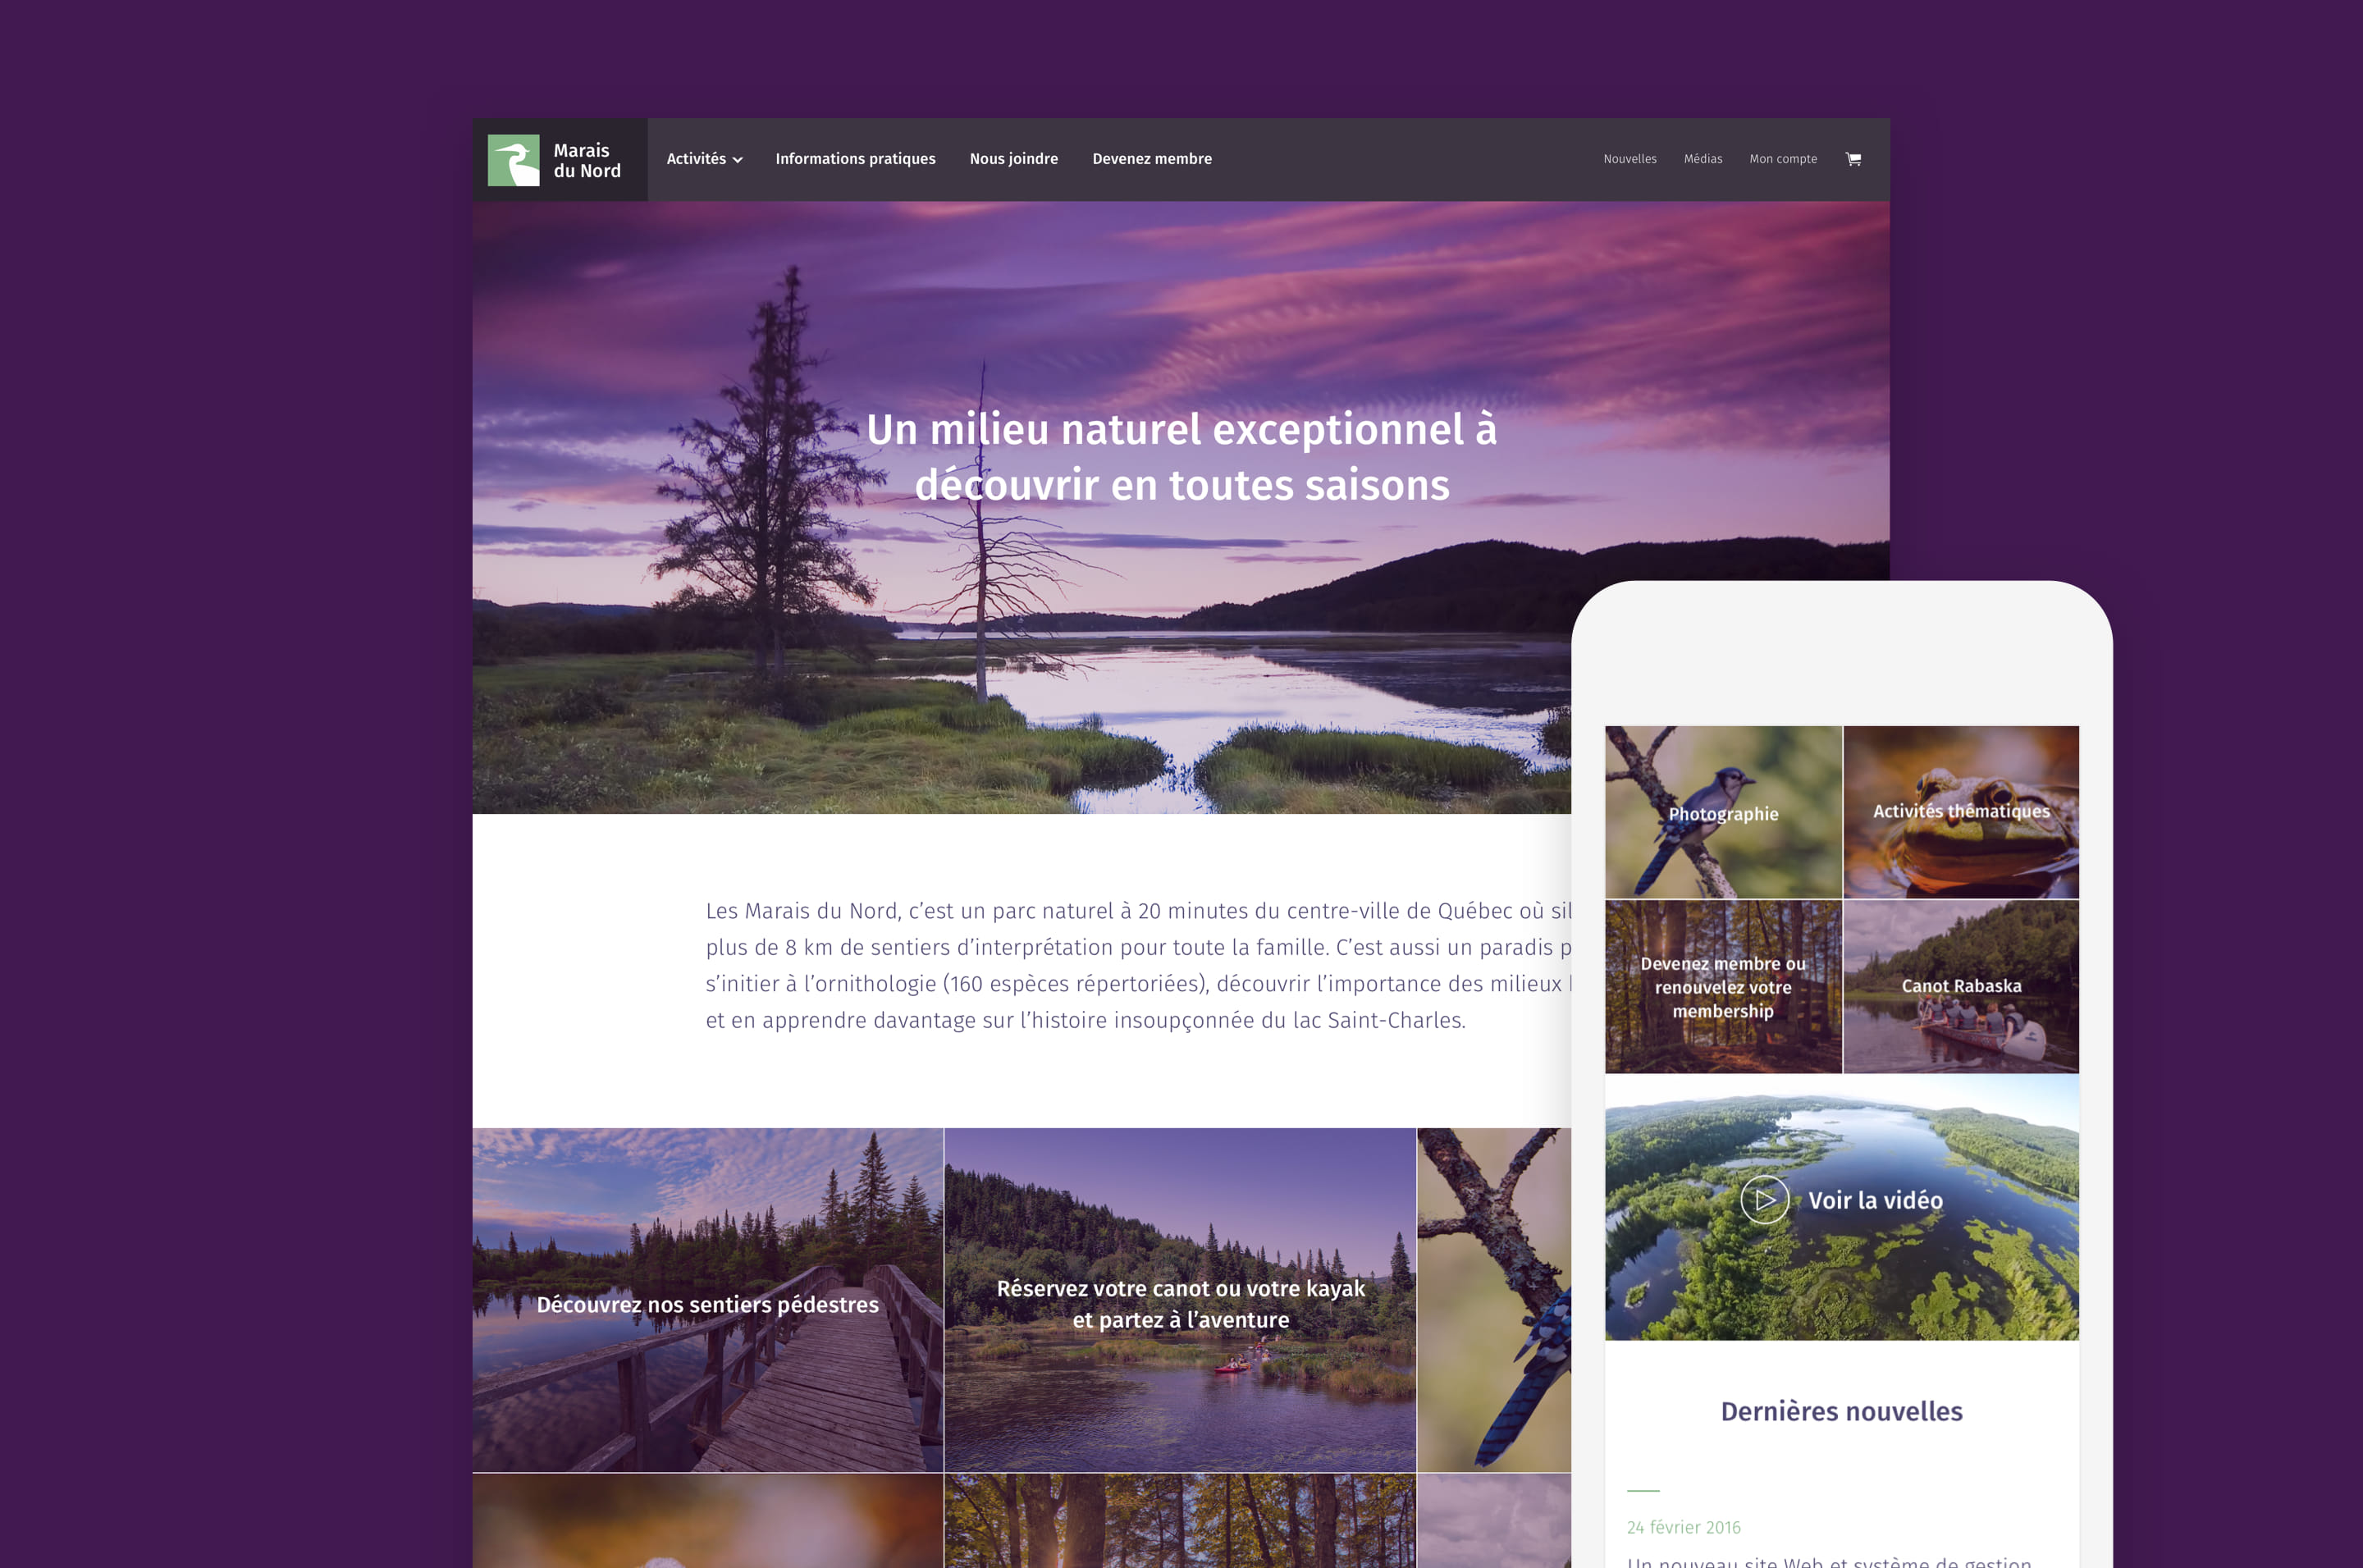 Marais
du Nord
Activités
Informations pratiques
Nous joindre
Devenez membre
Nouvelles
Médias
Mon compte
Un milieu naturel exceptionnel à
découvrir en toutes saisons
Les Marais du Nord, c’est un parc naturel à 20 minutes du centre-ville de Québec où
plus de 8 km de sentiers d’interprétation pour toute la famille. C’est aussi un paradis
s’initier à l’ornithologie (160 espèces répertoriées), découvrir l’importance des milieux
et en apprendre davantage sur l’histoire insoupçonnée du lac Saint-Charles.
Découvrez nos sentiers pédestres
Réservez votre canot ou votre kayak
et partez à l’aventure
Photographie
Activités thématiques
Devenez membre ou
renouvelez votre
membership
Canot Rabaska
Voir la vidéo
Dernières nouvelles
24 février 2016
Un nouveau site Web et système de gestion